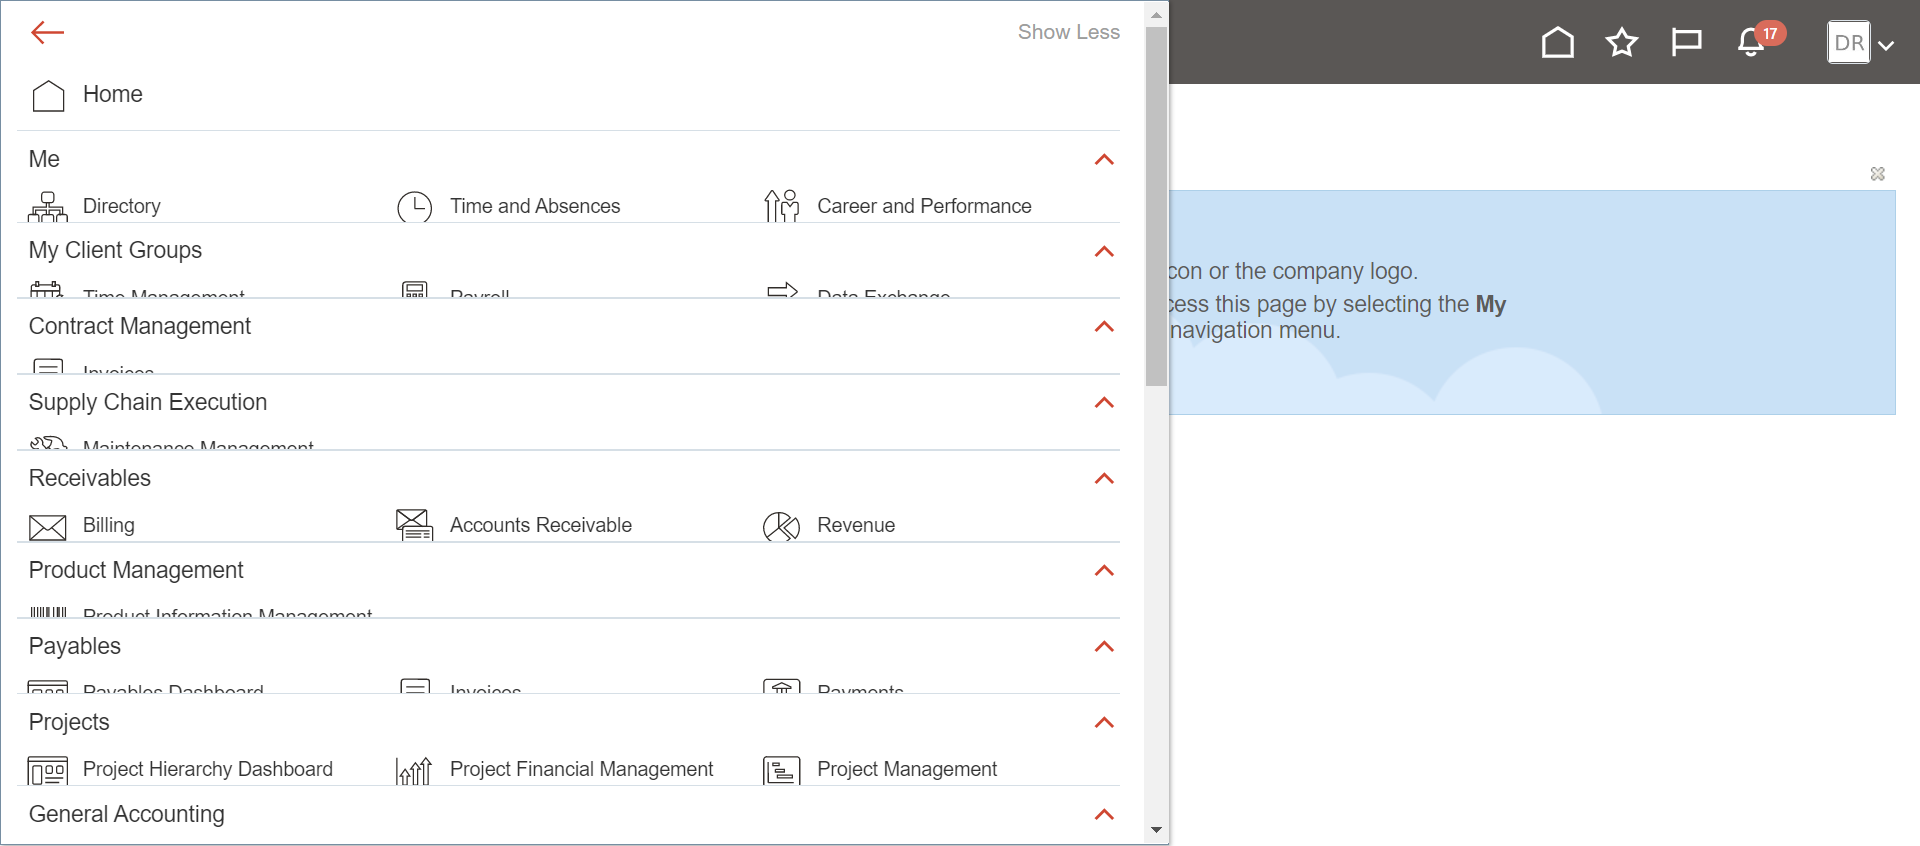 Show Less
17
DR
Home
Me
Directory
Time and Absences
Career and Performance
My Client Groups
Time Management
Payroll
Data Exchange
con or the company logo.
cess this page by selecting the My
navigation menu.
Contract Management
Invoices
Supply Chain Execution
Maintenance Management
Receivables
Billing
Accounts Receivable
Revenue
Product Management
Product Information Management
Payables
Payables Dashboard
Invoices
Payments
Projects
Project Hierarchy Dashboard
Project Financial Management
Project Management
General Accounting